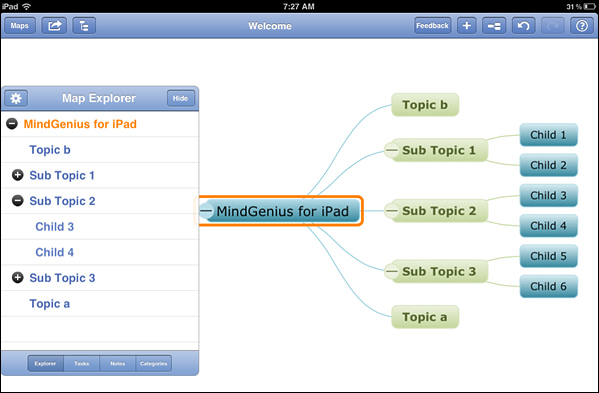 iPad
7:27 AM
31 %
Maps
Welcome
Feedback
Map Explorer
Hide
MindGenius for iPad
Topic b
Sub Topic 1
Sub Topic 2
Child 3
Child 4
Sub Topic 3
Topic a
Explorer
Tasks
Notes
Categories
MindGenius for iPad
Topic b
Sub Topic 1
Child 1
Child 2
Sub Topic 2
Child 3
Child 4
Sub Topic 3
Child 5
Child 6
Topic a